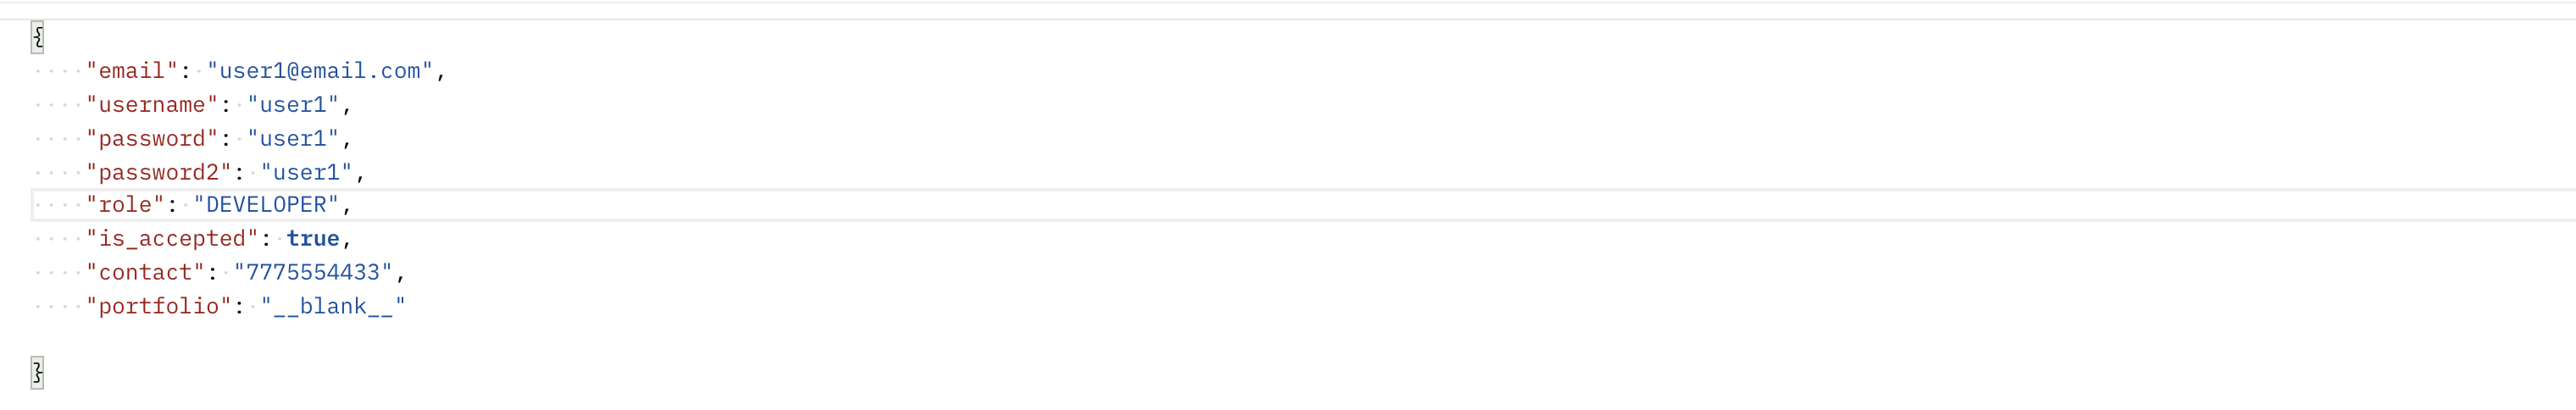 {
    "email": "user1@email.com",
    "username": "user1",
    "password": "user1",
    "password2": "user1",
    "role": "DEVELOPER",
    "is_accepted": true,
    "contact": "7775554433",
    "portfolio": "__blank__"

}